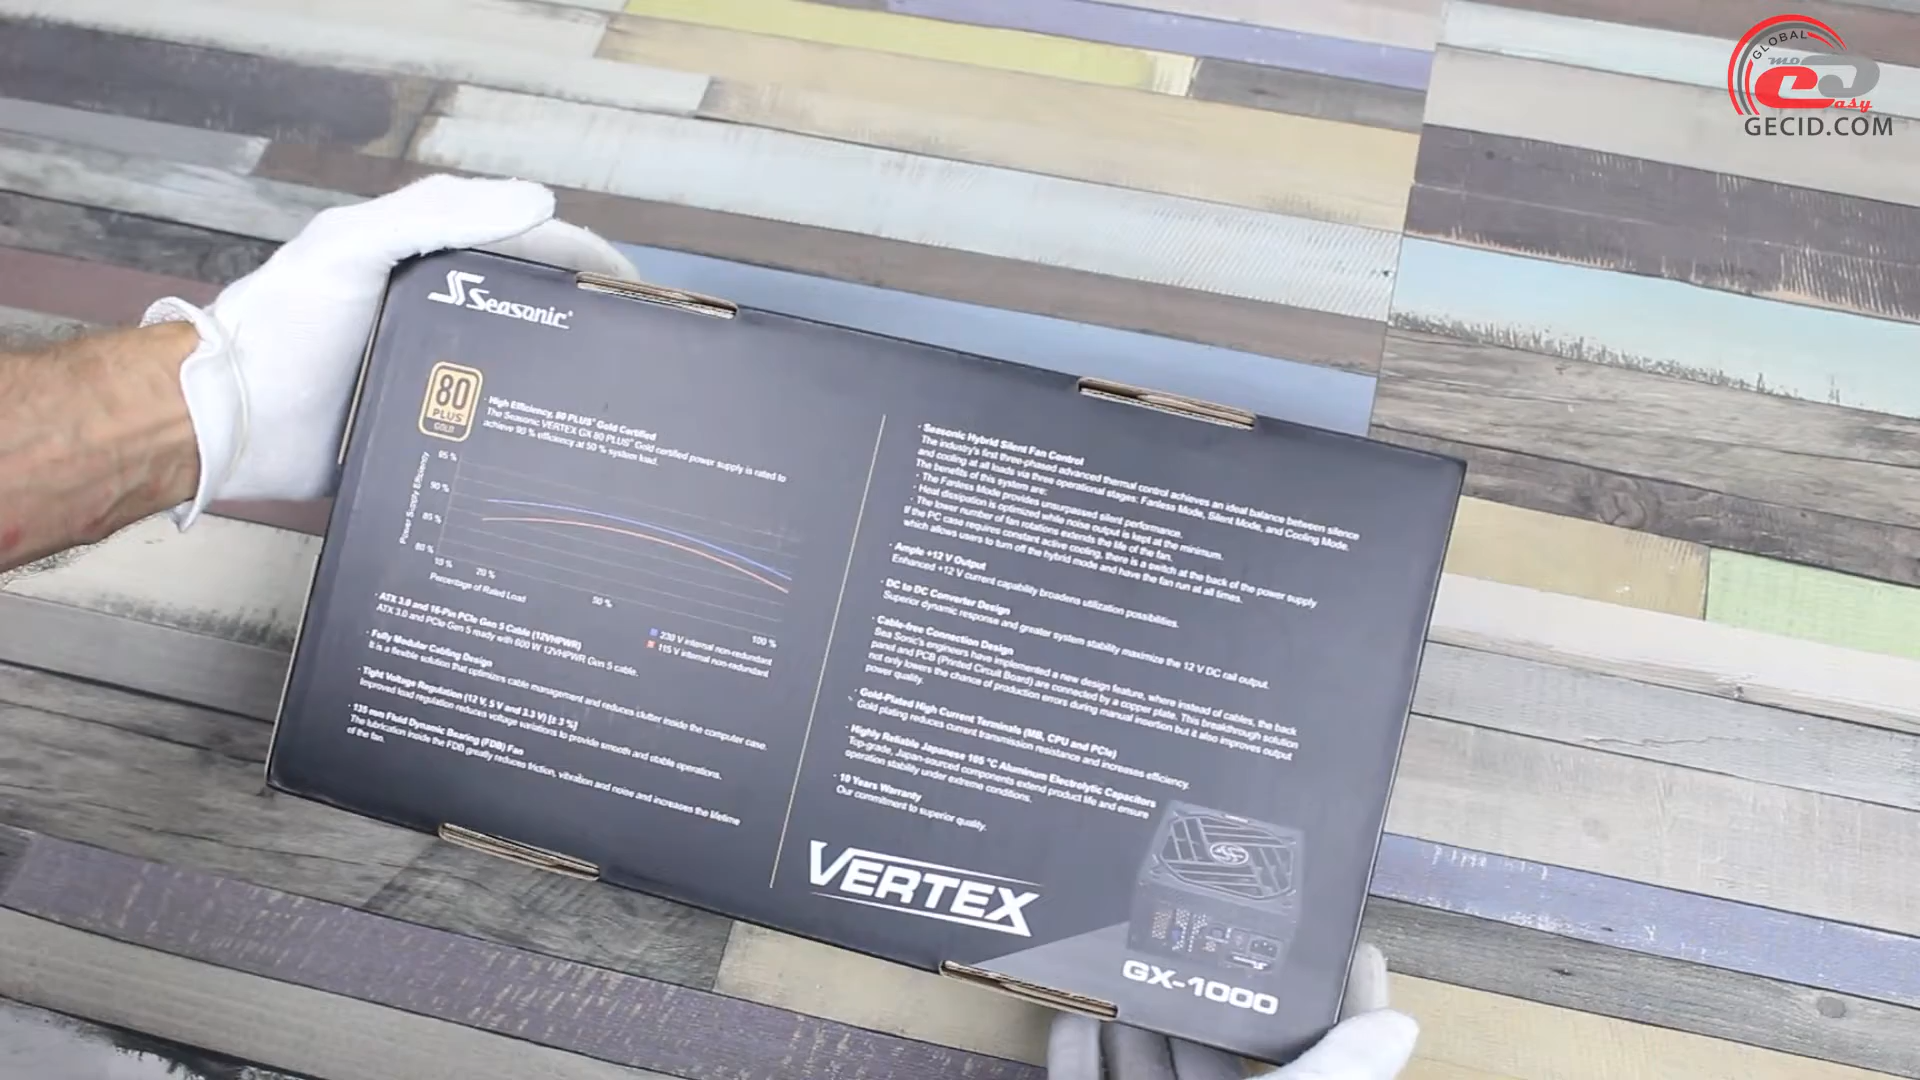 GLOBAL
easy
GECID.COM
Seasonic
80
PLUS
GOLD
· High Efficiency, 80 PLUS® Gold Certified
The Seasonic VERTEX GX 80 PLUS® Gold certified power supply is rated to
achieve 90 % efficiency at 50 % system load.
Power Supply Efficiency
95 %
90 %
85 %
80 %
10 %
20 %
50 %
100 %
Percentage of Rated Load
230 V internal non-redundant
115 V internal non-redundant
· ATX 3.0 and 16-Pin PCIe Gen 5 Cable (12VHPWR)
ATX 3.0 and PCIe Gen 5 ready with 600 W 12VHPWR Gen 5 cable.
· Fully Modular Cabling Design
It is a flexible solution that optimizes cable management and reduces clutter inside the computer case.
· Tight Voltage Regulation (12 V, 5 V and 3.3 V) [± 3 %]
Improved load regulation reduces voltage variations to provide smooth and stable operations.
· 135 mm Fluid Dynamic Bearing (FDB) Fan
The lubrication inside the FDB greatly reduces friction, vibration and noise and increases the lifetime
of the fan.
· Seasonic Hybrid Silent Fan Control
The industry's first three-phased advanced thermal control achieves an ideal balance between silence
and cooling at all loads via three operational stages: Fanless Mode, Silent Mode, and Cooling Mode.
The benefits of this system are:
· The Fanless Mode provides unsurpassed silent performance.
· Heat dissipation is optimized while noise output is kept at the minimum.
· The lower number of fan rotations extends the life of the fan.
If the PC case requires constant active cooling, there is a switch at the back of the power supply
which allows users to turn off the hybrid mode and have the fan run at all times.
· Ample +12 V Output
Enhanced +12 V current capability broadens utilization possibilities.
· DC to DC Converter Design
Superior dynamic response and greater system stability maximize the 12 V DC rail output.
· Cable-free Connection Design
Sea Sonic's engineers have implemented a new design feature, where instead of cables, the back
panel and PCB (Printed Circuit Board) are connected by a copper plate. This breakthrough solution
not only lowers the chance of production errors during manual insertion but it also improves output
power quality.
· Gold-Plated High Current Terminals (MB, CPU and PCIe)
Gold plating reduces current transmission resistance and increases efficiency.
· Highly Reliable Japanese 105 °C Aluminum Electrolytic Capacitors
Top-grade, Japan-sourced components extend product life and ensure
operation stability under extreme conditions.
· 10 Years Warranty
Our commitment to superior quality.
VERTEX
GX-1000